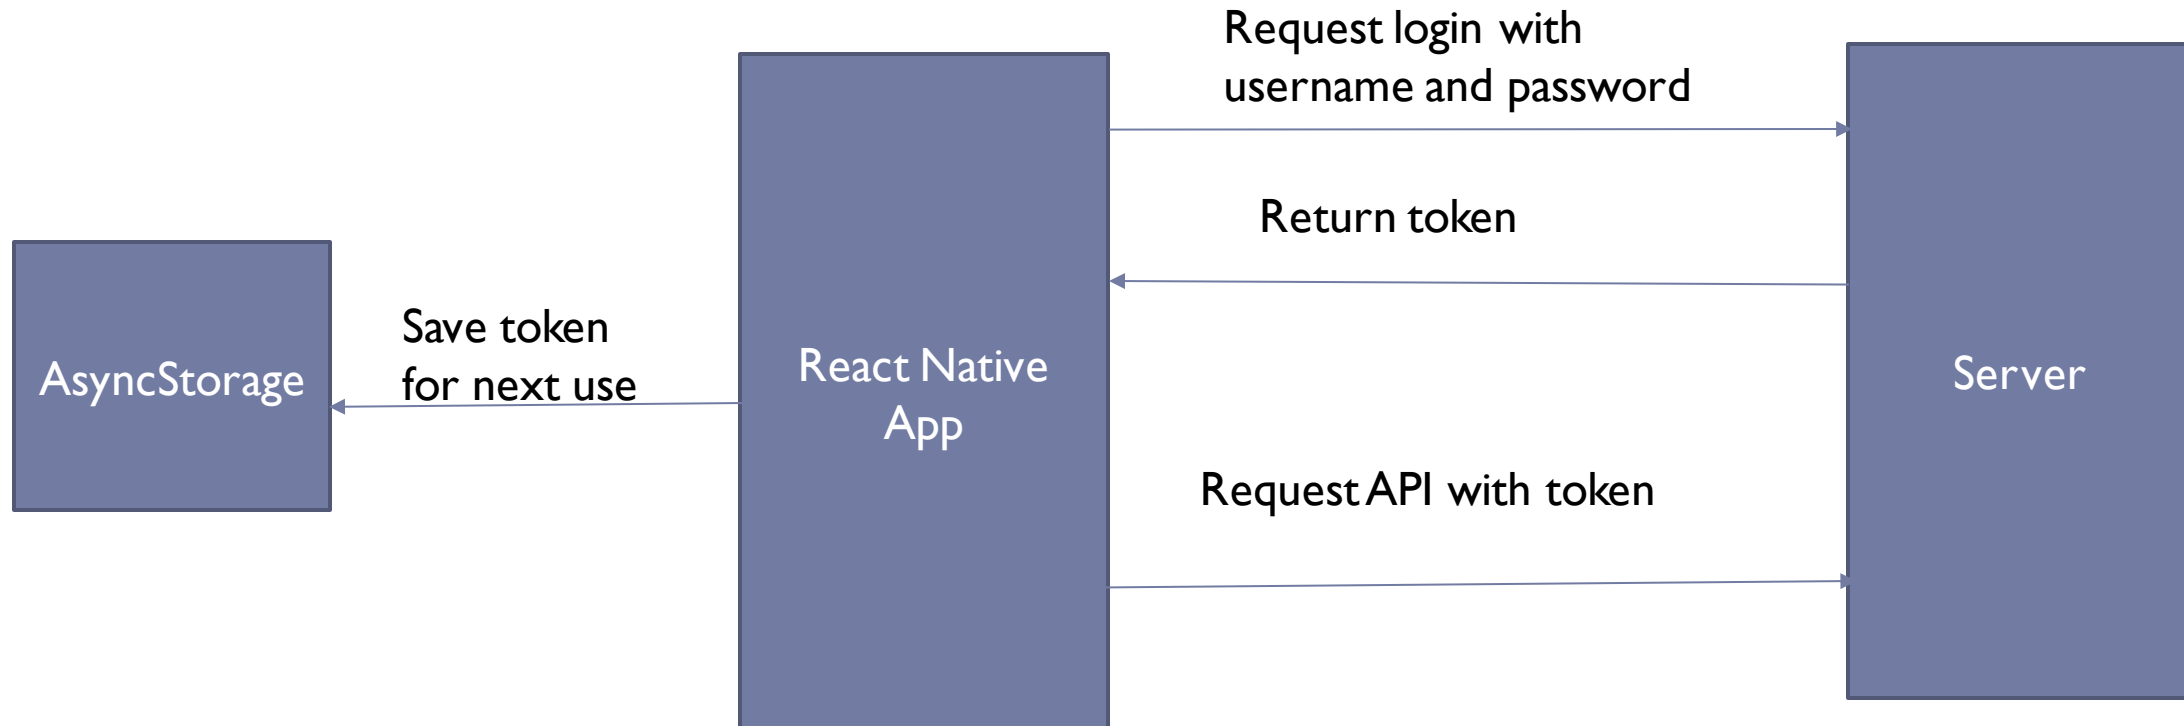 Request login with
username and password
Return token
Save token
for next use
AsyncStorage
React Native
App
Server
Request API with token